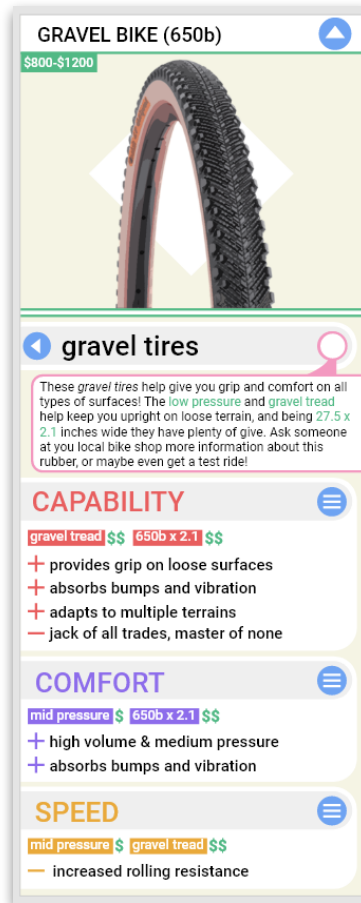 GRAVEL BIKE (650b)
$800-$1200
gravel tires
These gravel tires help give you grip and comfort on all
types of surfaces! The low pressure and gravel tread
help keep you upright on loose terrain, and being 27.5 x
2.1 inches wide they have plenty of give. Ask someone
at you local bike shop more information about this
rubber, or maybe even get a test ride!
CAPABILITY
gravel tread $$ 650b x 2.1 $$
+ provides grip on loose surfaces
+ absorbs bumps and vibration
+ adapts to multiple terrains
− jack of all trades, master of none
COMFORT
mid pressure $ 650b x 2.1 $$
+ high volume & medium pressure
+ absorbs bumps and vibration
SPEED
mid pressure $ gravel tread $$
− increased rolling resistance